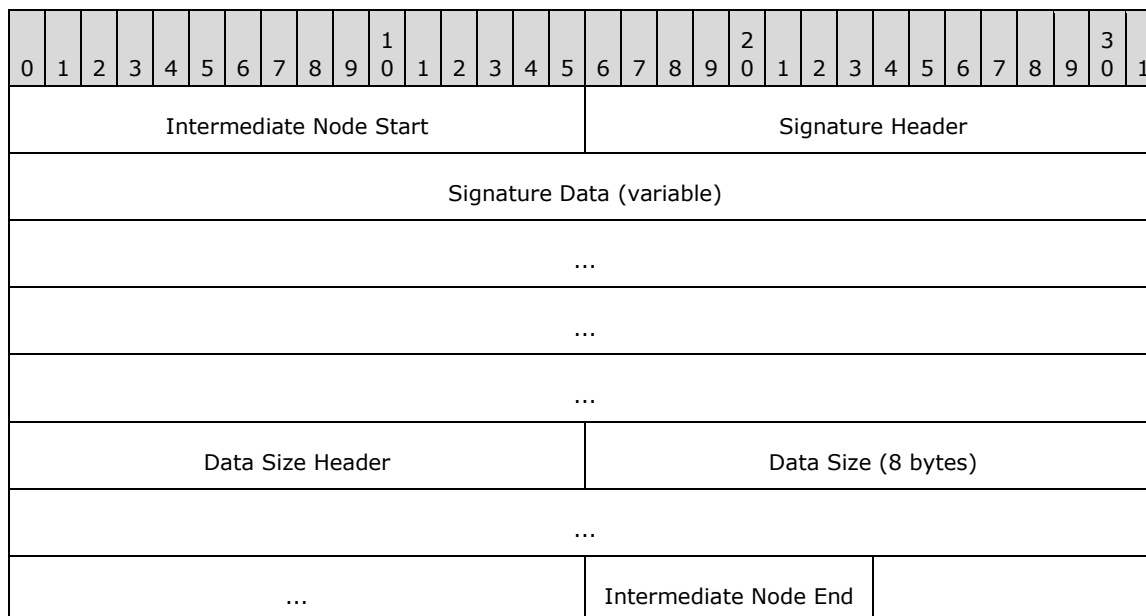 1 2 3
0 1 2 3 4 5 6 7 8 9 0 1 2 3 4 5 6 7 8 9 0 1 2 3 4 5 6 7 8 9 0 1
Intermediate Node Start Signature Header
Signature Data (variable)
...
...
...
Data Size Header Data Size (8 bytes)
...
... Intermediate Node End